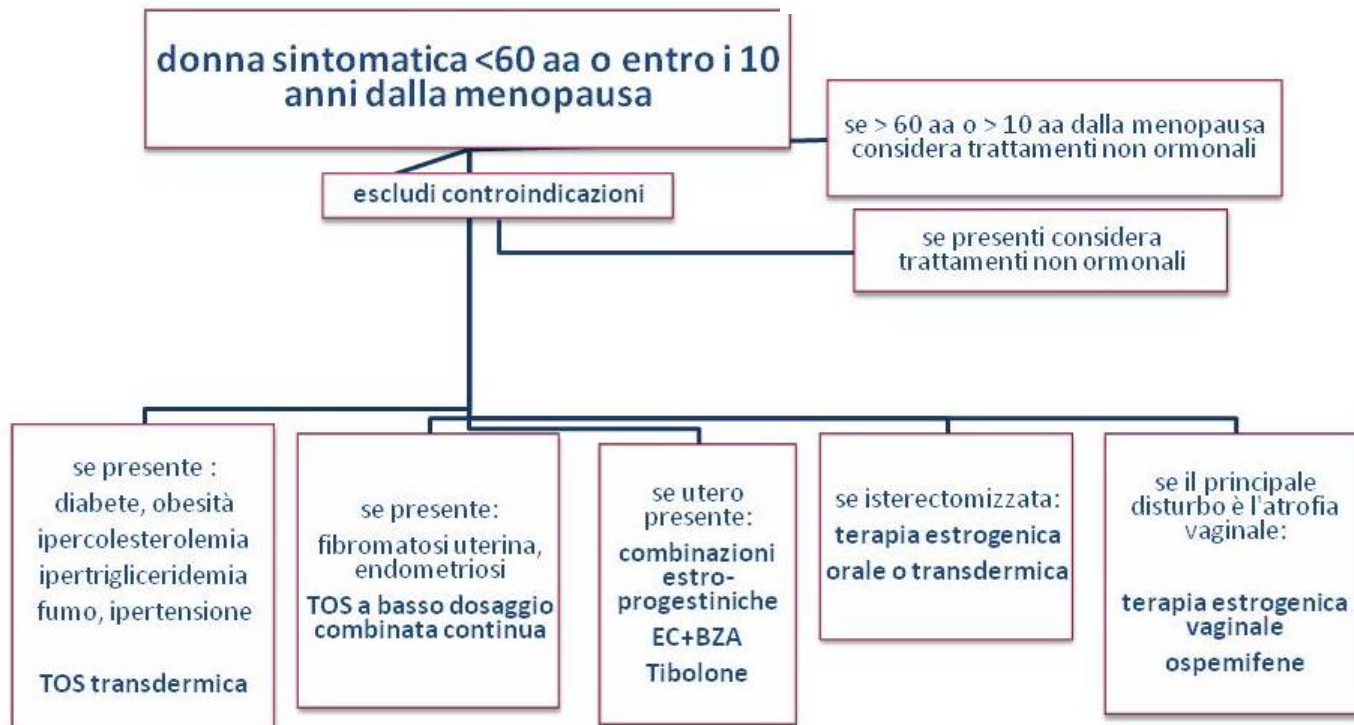 donna sintomatica <60 aa o entro i 10
anni dalla menopausa
se > 60 aa o > 10 aa dalla menopausa
considera trattamenti non ormonali
escludi controindicazioni
se presenti considera
trattamenti non ormonali
se presente :
diabete, obesità
ipercolesterolemia
ipertrigliceridemia
fumo, ipertensione
TOS transdermica
se presente:
fibromatosi uterina,
endometriosi
TOS a basso dosaggio
combinata continua
se utero
presente:
combinazioni
estro-
progestiniche
EC+BZA
Tibolone
se isterectomizzata:
terapia estrogenica
orale o transdermica
se il principale
disturbo è l'atrofia
vaginale:
terapia estrogenica
vaginale
ospemifene